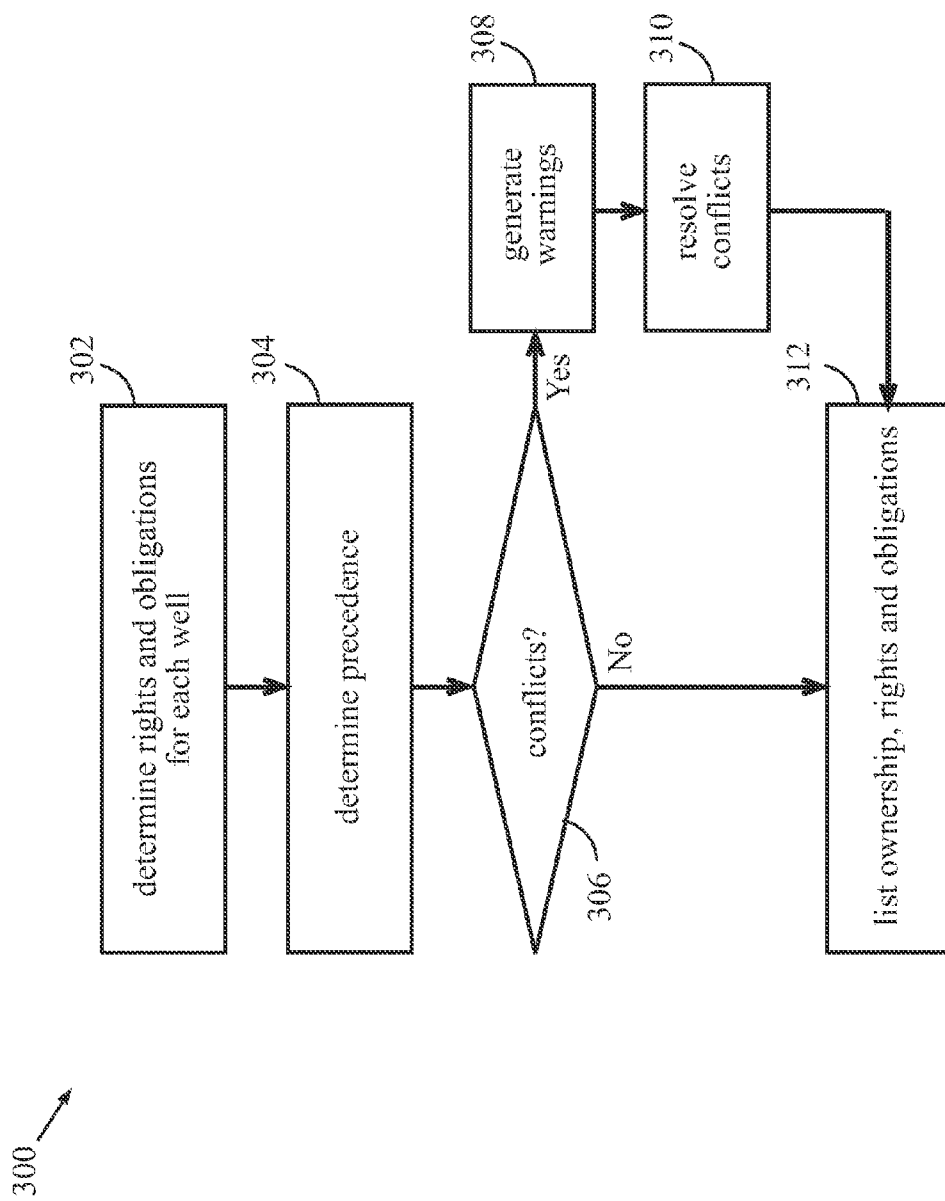 300
302
determine rights and obligations
for each well
304
determine precedence
306
conflicts?
Yes
No
308
generate
warnings
310
resolve
conflicts
312
list ownership, rights and obligations